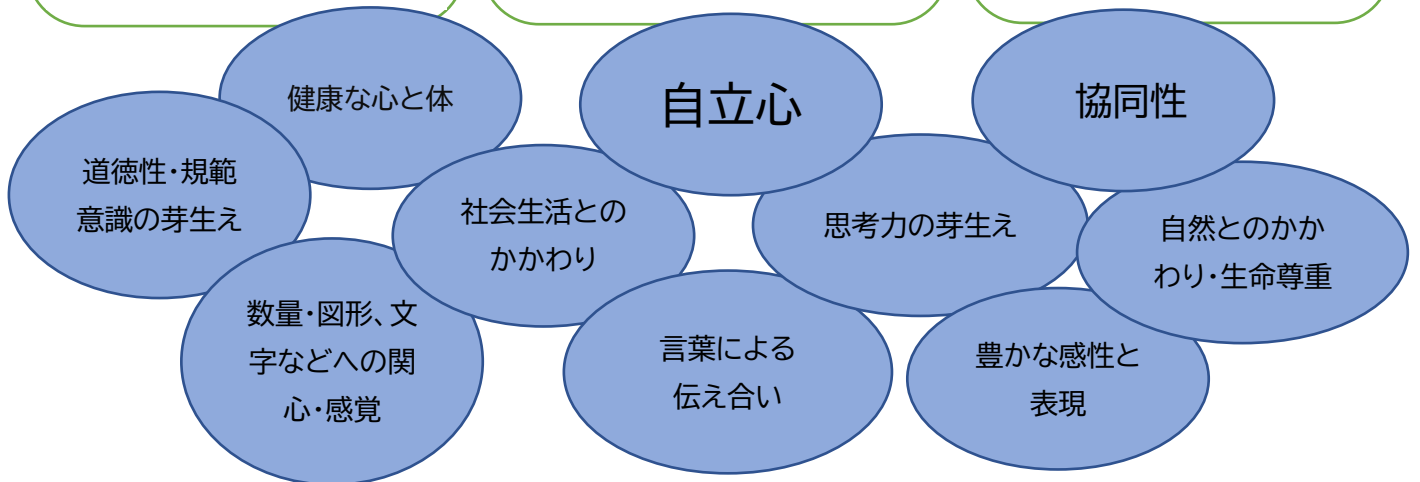 健康な心と体
自立心
協同性
道徳性・規範
意識の芽生え
社会生活との
かかわり
思考力の芽生え
自然とのかか
わり・生命尊重
数量・図形、文
字などへの関
心・感覚
言葉による
伝え合い
豊かな感性と
表現